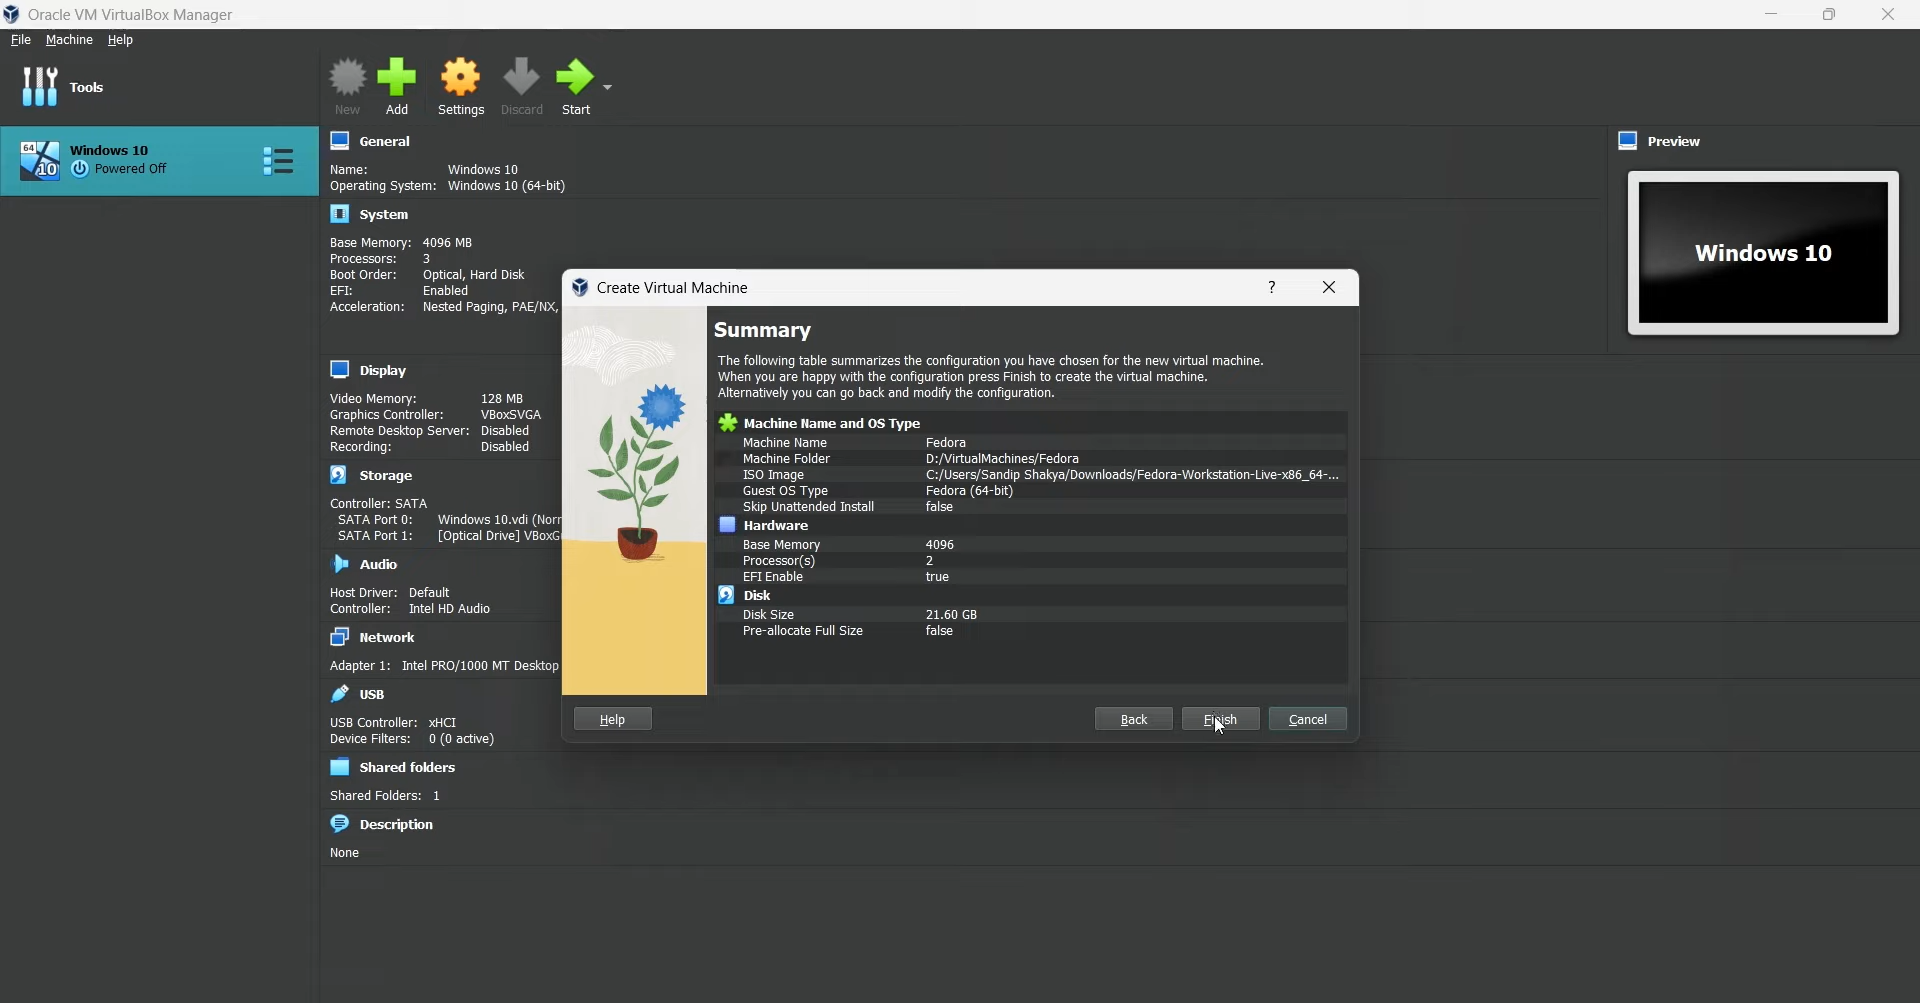 Oracle VM VirtualBox Manager
File Machine Help
Tools
New Add Settings Discard Start
64
10
Windows 10
Powered Off
General
Name: Windows 10
Operating System: Windows 10 (64-bit)
Preview
Windows 10
System
Base Memory: 4096 MB
Processors: 3
Boot Order: Optical, Hard Disk
EFI: Enabled
Acceleration: Nested Paging, PAE/NX,
Display
Video Memory: 128 MB
Graphics Controller: VBoxSVGA
Remote Desktop Server: Disabled
Recording: Disabled
Storage
Controller: SATA
SATA Port 0: Windows 10.vdi (Norr
SATA Port 1: [Optical Drive] VBoxG
Audio
Host Driver: Default
Controller: Intel HD Audio
Network
Adapter 1: Intel PRO/1000 MT Desktop
USB
USB Controller: xHCI
Device Filters: 0 (0 active)
Shared folders
Shared Folders: 1
Description
None
Create Virtual Machine ?
Summary
The following table summarizes the configuration you have chosen for the new virtual machine.
When you are happy with the configuration press Finish to create the virtual machine.
Alternatively you can go back and modify the configuration.
Machine Name and OS Type
Machine Name Fedora
Machine Folder D:/VirtualMachines/Fedora
ISO Image C:/Users/Sandip Shakya/Downloads/Fedora-Workstation-Live-x86_64-...
Guest OS Type Fedora (64-bit)
Skip Unattended Install false
Hardware
Base Memory 4096
Processor(s) 2
EFI Enable true
Disk
Disk Size 21.60 GB
Pre-allocate Full Size false
Help Back Finish Cancel